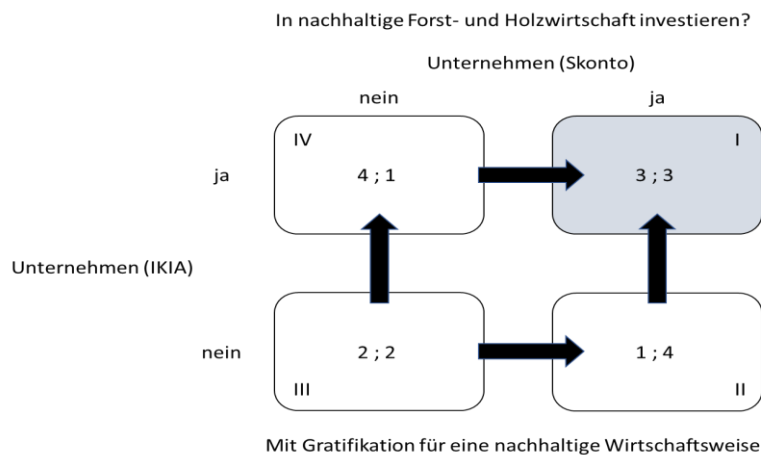 In nachhaltige Forst- und Holzwirtschaft investieren?
Unternehmen (Skonto)
nein ja
IV I
ja 4 ; 1 3 ; 3
Unternehmen (IKIA)
nein 2 ; 2 1 ; 4
III II
Mit Gratifikation für eine nachhaltige Wirtschaftsweise